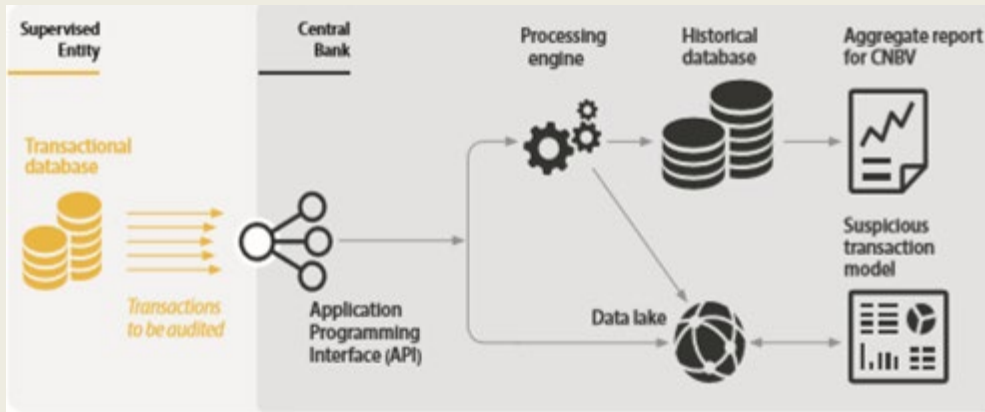 Supervised
Entity
Central
Bank
Processing
engine
Historical
database
Aggregate report
for CNBV
Transactional
database
Transactions
to be audited
Application
Programming
Interface (API)
Data lake
Suspicious
transaction
model